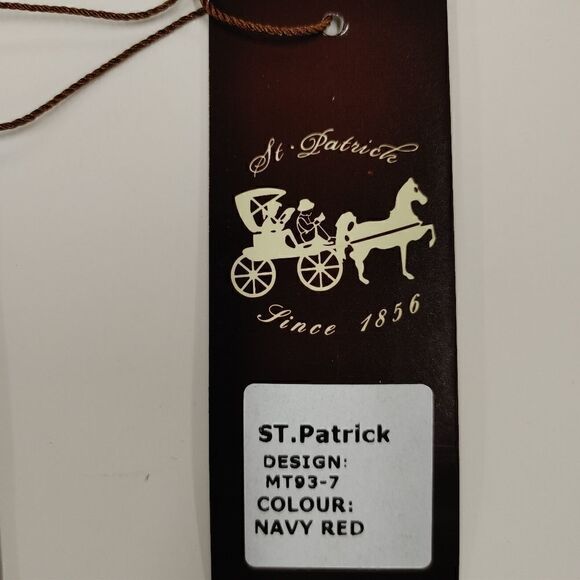 St. Patrick
Since 1856
ST.Patrick
DESIGN:
MT93-7
COLOUR:
NAVY RED